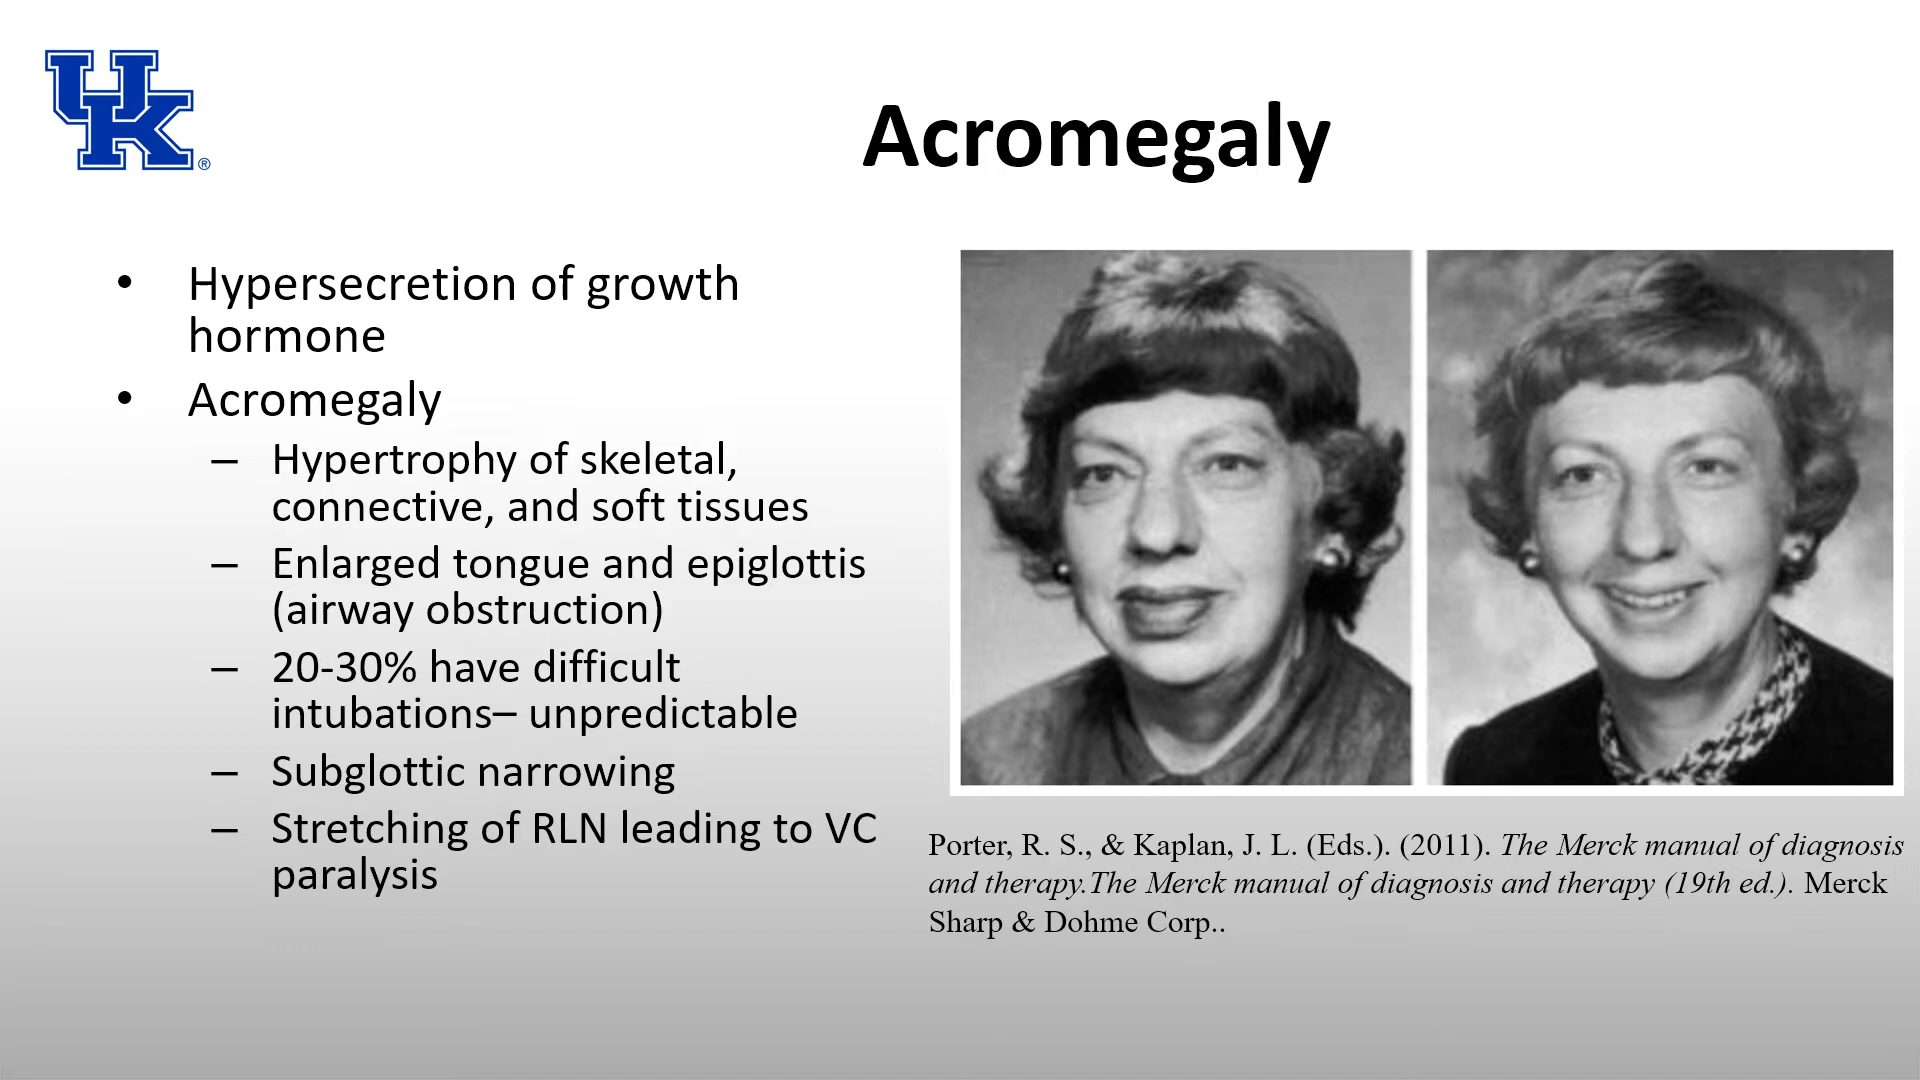 UK®
Acromegaly
• Hypersecretion of growth
hormone
• Acromegaly
– Hypertrophy of skeletal,
connective, and soft tissues
– Enlarged tongue and epiglottis
(airway obstruction)
– 20-30% have difficult
intubations– unpredictable
– Subglottic narrowing
– Stretching of RLN leading to VC
paralysis
Porter, R. S., & Kaplan, J. L. (Eds.). (2011). The Merck manual of diagnosis
and therapy.The Merck manual of diagnosis and therapy (19th ed.). Merck
Sharp & Dohme Corp..